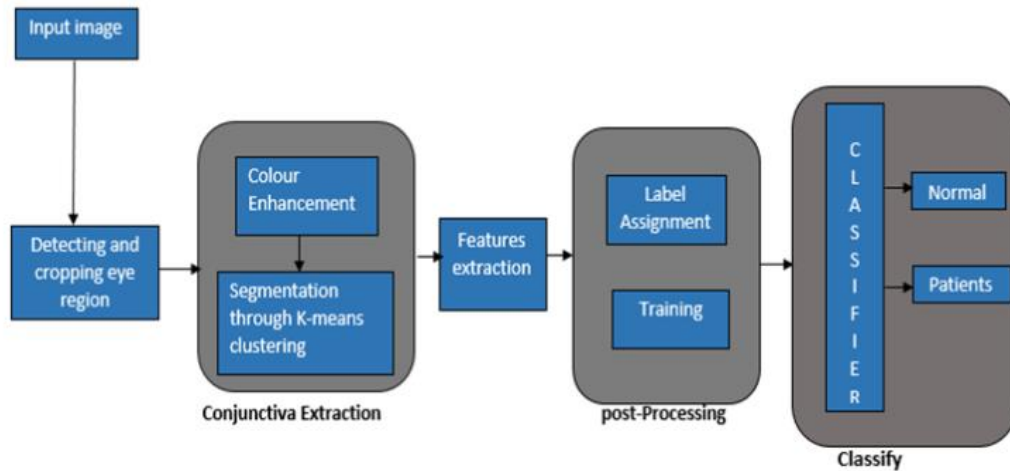 Input image
Detecting and
cropping eye
region
Colour
Enhancement
Segmentation
through K-means
clustering
Conjunctiva Extraction
Features
extraction
Label
Assignment
Training
post-Processing
C
L
A
S
S
I
F
I
E
R
Normal
Patients
Classify